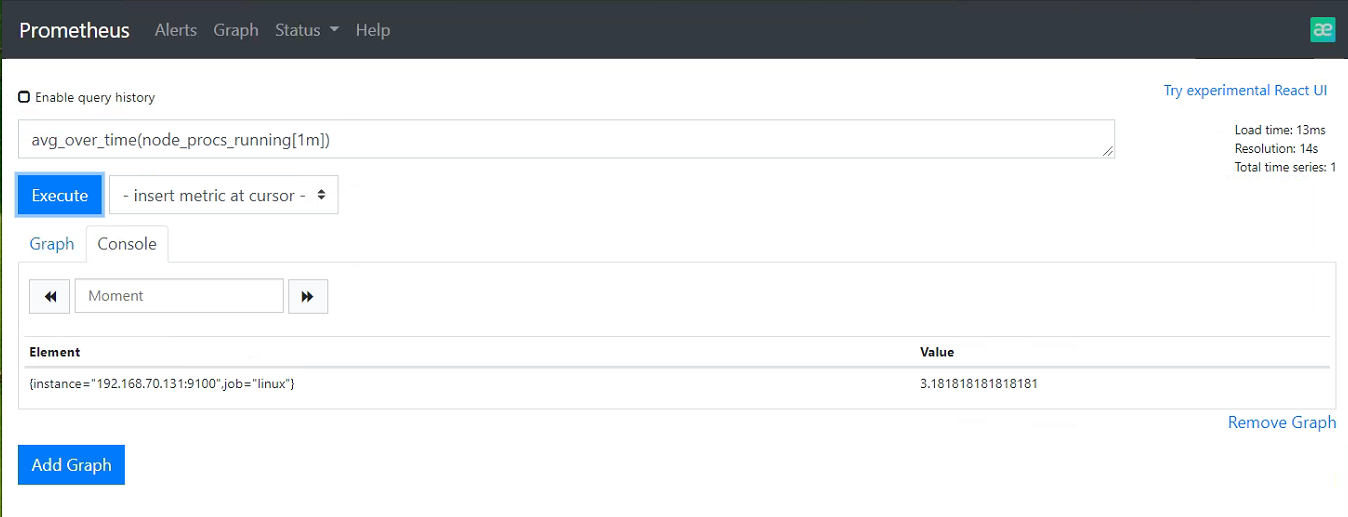 Prometheus Alerts Graph Status Help æ
Enable query history
Try experimental React UI
avg_over_time(node_procs_running[1m])
Load time: 13ms
Resolution: 14s
Total time series: 1
Execute
- insert metric at cursor -
Graph Console
Moment
Element Value
{instance="192.168.70.131:9100",job="linux"} 3.181818181818181
Remove Graph
Add Graph